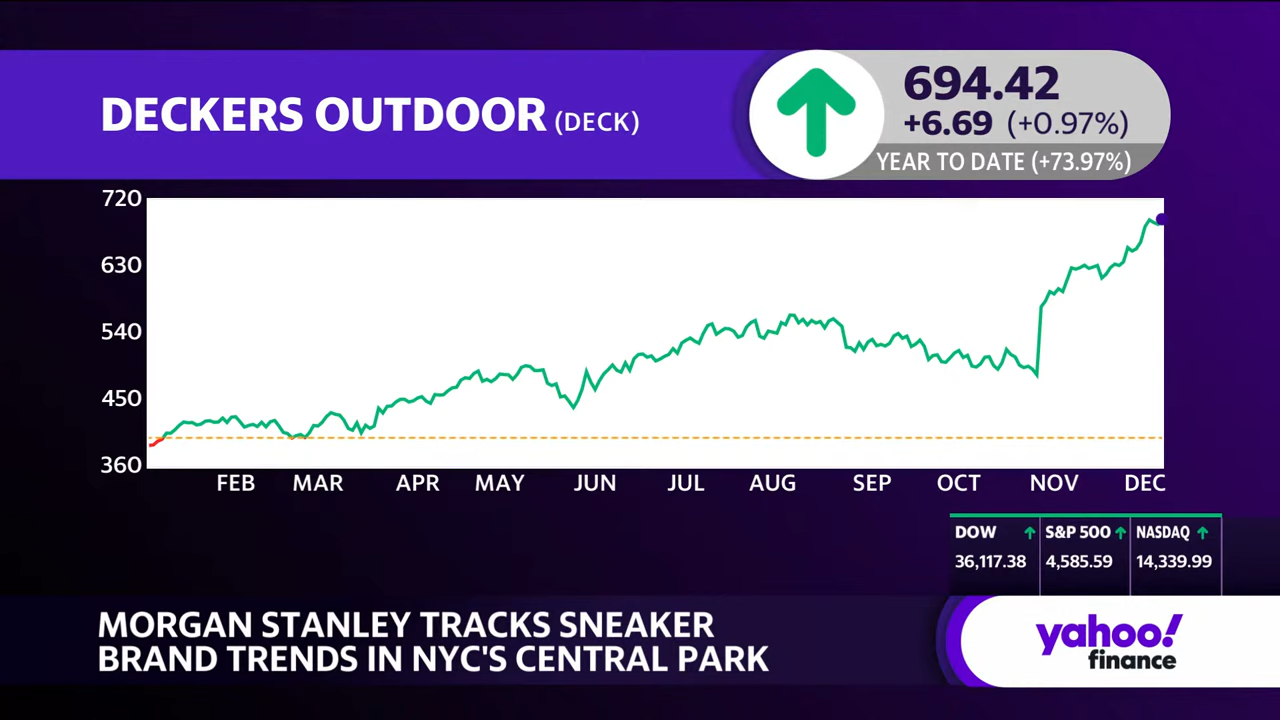 DECKERS OUTDOOR (DECK)
694.42
+6.69 (+0.97%)
YEAR TO DATE (+73.97%)
720
630
540
450
360
FEB MAR APR MAY JUN JUL AUG SEP OCT NOV DEC
DOW S&P 500 NASDAQ
36,117.38 4,585.59 14,339.99
MORGAN STANLEY TRACKS SNEAKER
BRAND TRENDS IN NYC'S CENTRAL PARK
yahoo!
finance